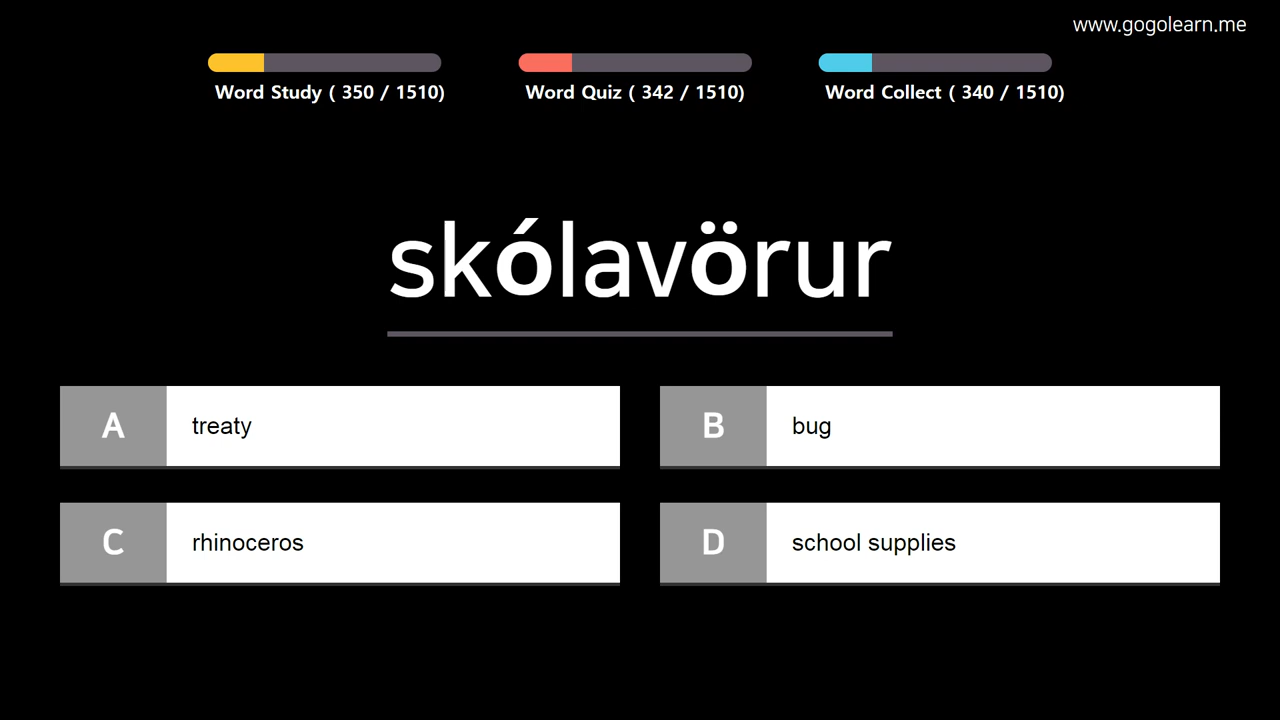 www.gogolearn.me
Word Study ( 350 / 1510)
Word Quiz ( 342 / 1510)
Word Collect ( 340 / 1510)
skólavörur
A treaty
B bug
C rhinoceros
D school supplies